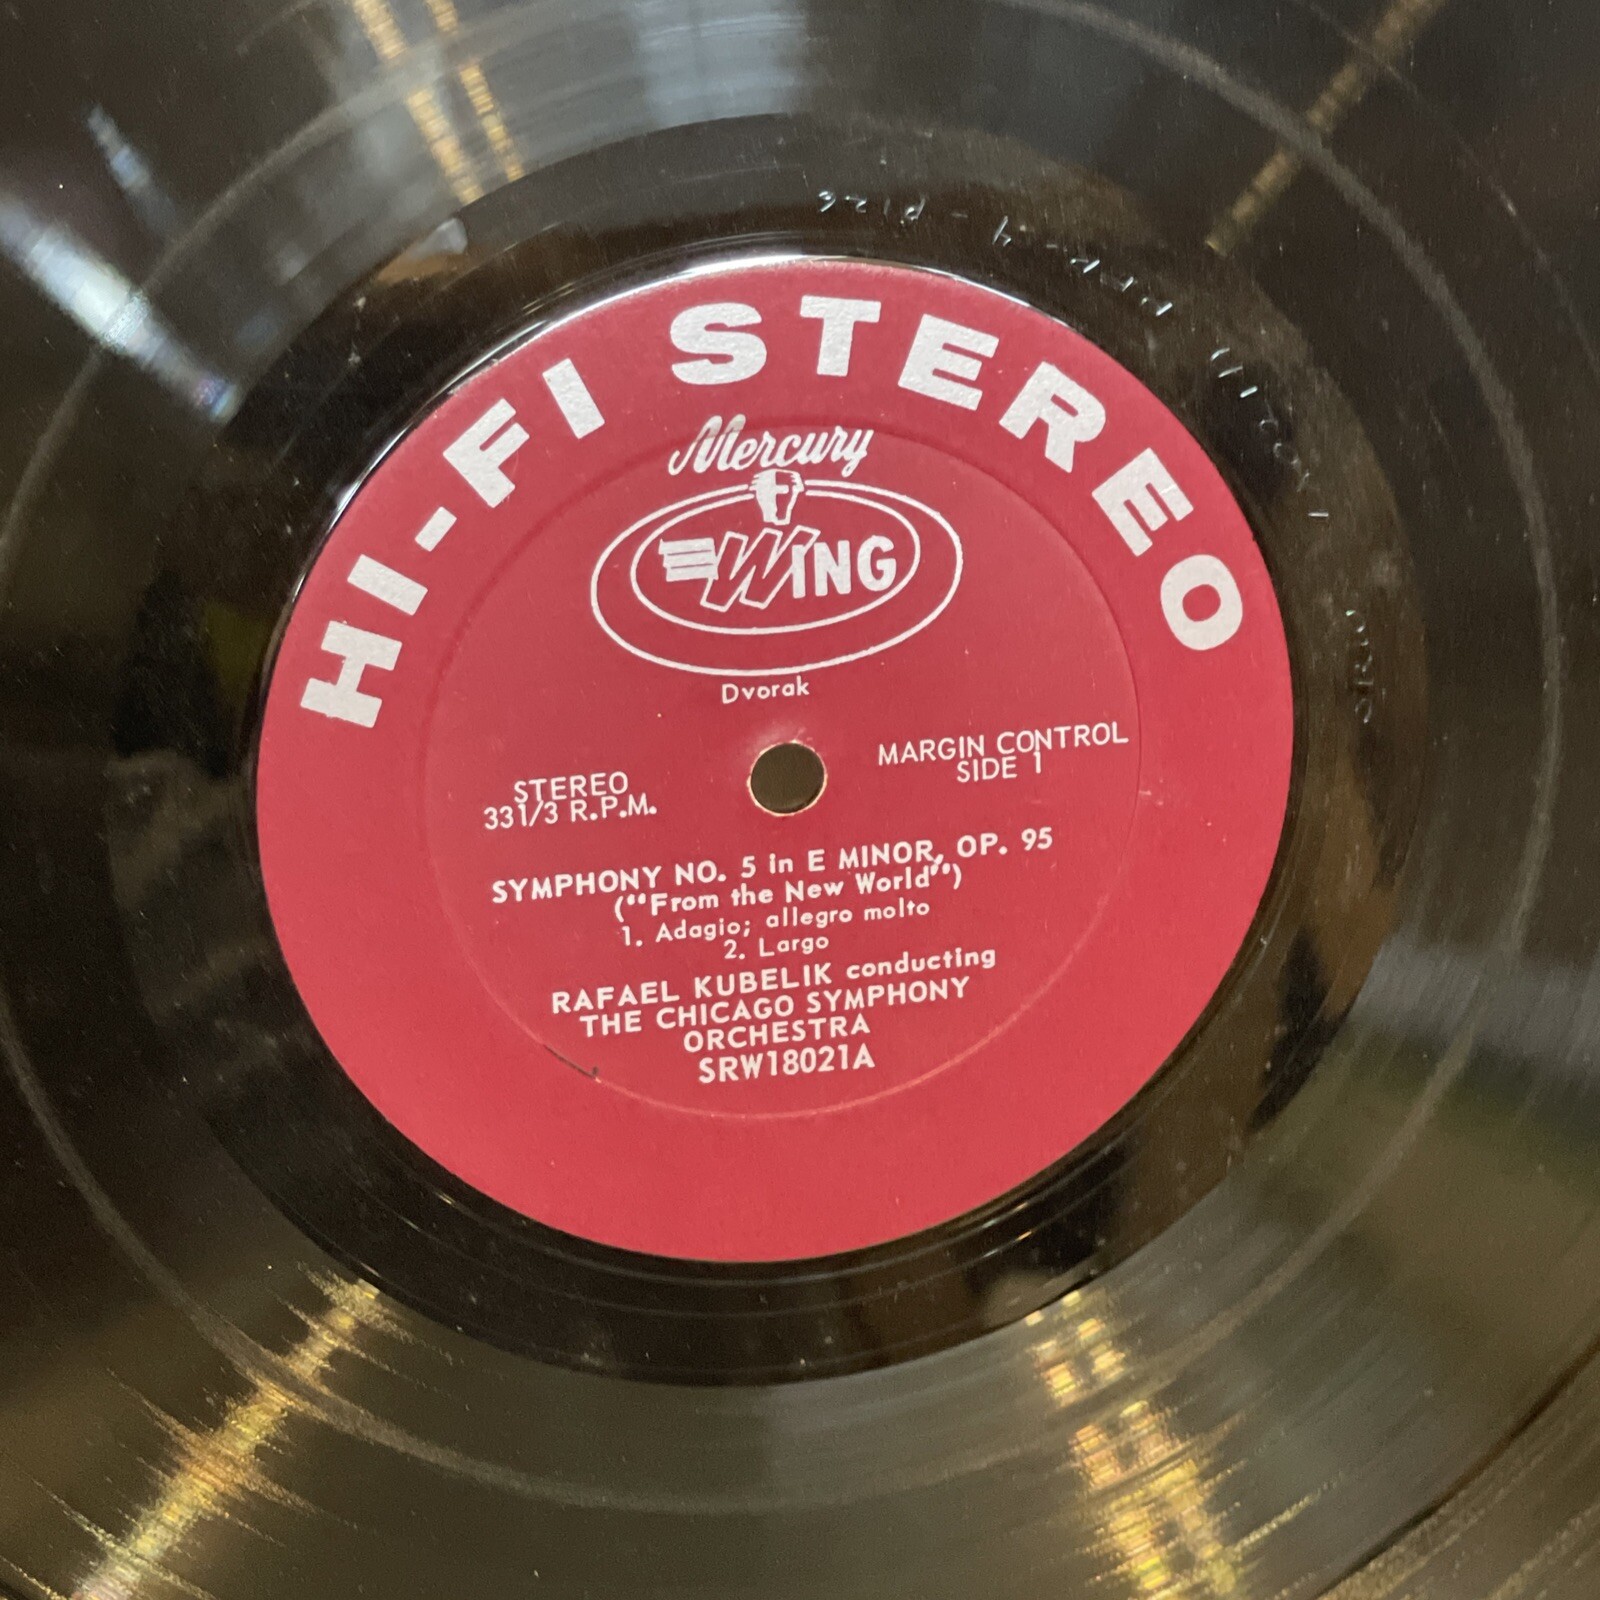 HI-FI STEREO
Mercury
WING
Dvorak
STEREO
33 1/3 R.P.M.
MARGIN CONTROL
SIDE 1
SYMPHONY NO. 5 in E MINOR, OP. 95
("From the New World")
1. Adagio; allegro molto
2. Largo
RAFAEL KUBELIK conducting
THE CHICAGO SYMPHONY
ORCHESTRA
SRW18021A